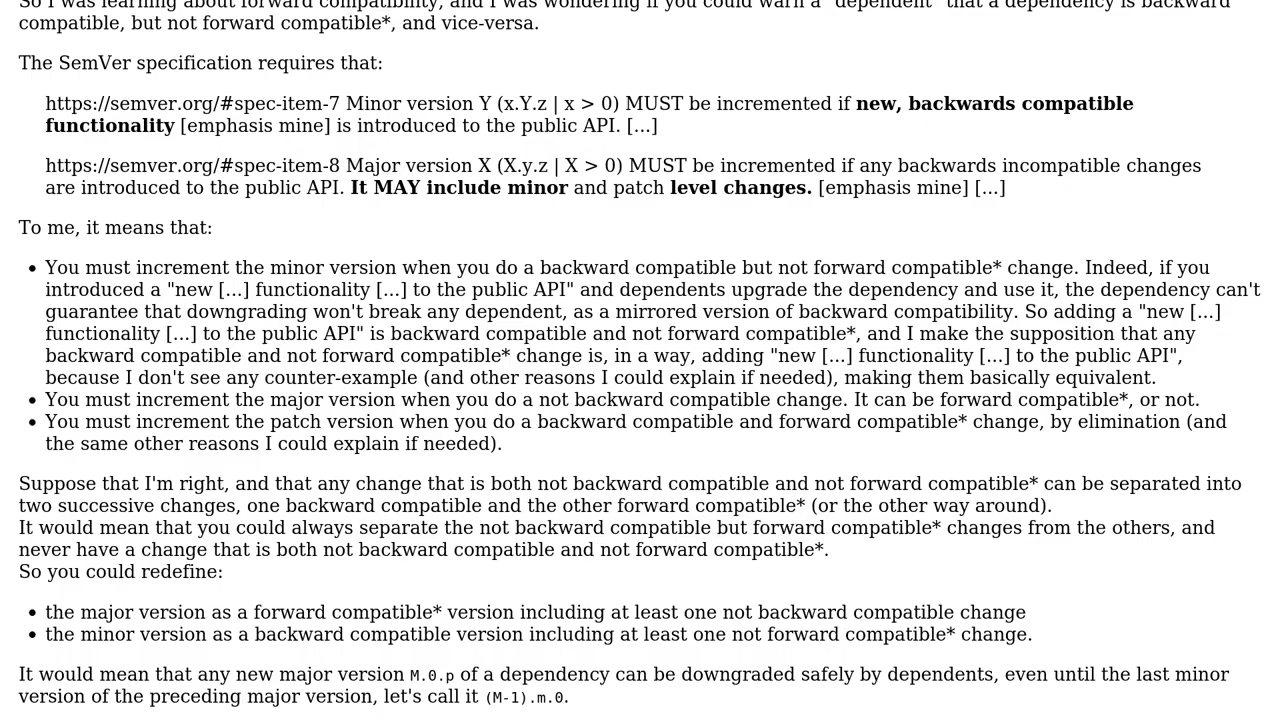 So I was learning about forward compatibility, and I was wondering if you could warn a "dependent" that a dependency is backward
compatible, but not forward compatible*, and vice-versa.
The SemVer specification requires that:
https://semver.org/#spec-item-7 Minor version Y (x.Y.z | x > 0) MUST be incremented if new, backwards compatible
functionality [emphasis mine] is introduced to the public API. [...]
https://semver.org/#spec-item-8 Major version X (X.y.z | X > 0) MUST be incremented if any backwards incompatible changes
are introduced to the public API. It MAY include minor and patch level changes. [emphasis mine] [...]
To me, it means that:
• You must increment the minor version when you do a backward compatible but not forward compatible* change. Indeed, if you
introduced a "new [...] functionality [...] to the public API" and dependents upgrade the dependency and use it, the dependency can't
guarantee that downgrading won't break any dependent, as a mirrored version of backward compatibility. So adding a "new [...]
functionality [...] to the public API" is backward compatible and not forward compatible*, and I make the supposition that any
backward compatible and not forward compatible* change is, in a way, adding "new [...] functionality [...] to the public API",
because I don't see any counter-example (and other reasons I could explain if needed), making them basically equivalent.
• You must increment the major version when you do a not backward compatible change. It can be forward compatible*, or not.
• You must increment the patch version when you do a backward compatible and forward compatible* change, by elimination (and
the same other reasons I could explain if needed).
Suppose that I'm right, and that any change that is both not backward compatible and not forward compatible* can be separated into
two successive changes, one backward compatible and the other forward compatible* (or the other way around).
It would mean that you could always separate the not backward compatible but forward compatible* changes from the others, and
never have a change that is both not backward compatible and not forward compatible*.
So you could redefine:
• the major version as a forward compatible* version including at least one not backward compatible change
• the minor version as a backward compatible version including at least one not forward compatible* change.
It would mean that any new major version M.0.p of a dependency can be downgraded safely by dependents, even until the last minor
version of the preceding major version, let's call it (M-1).m.0.